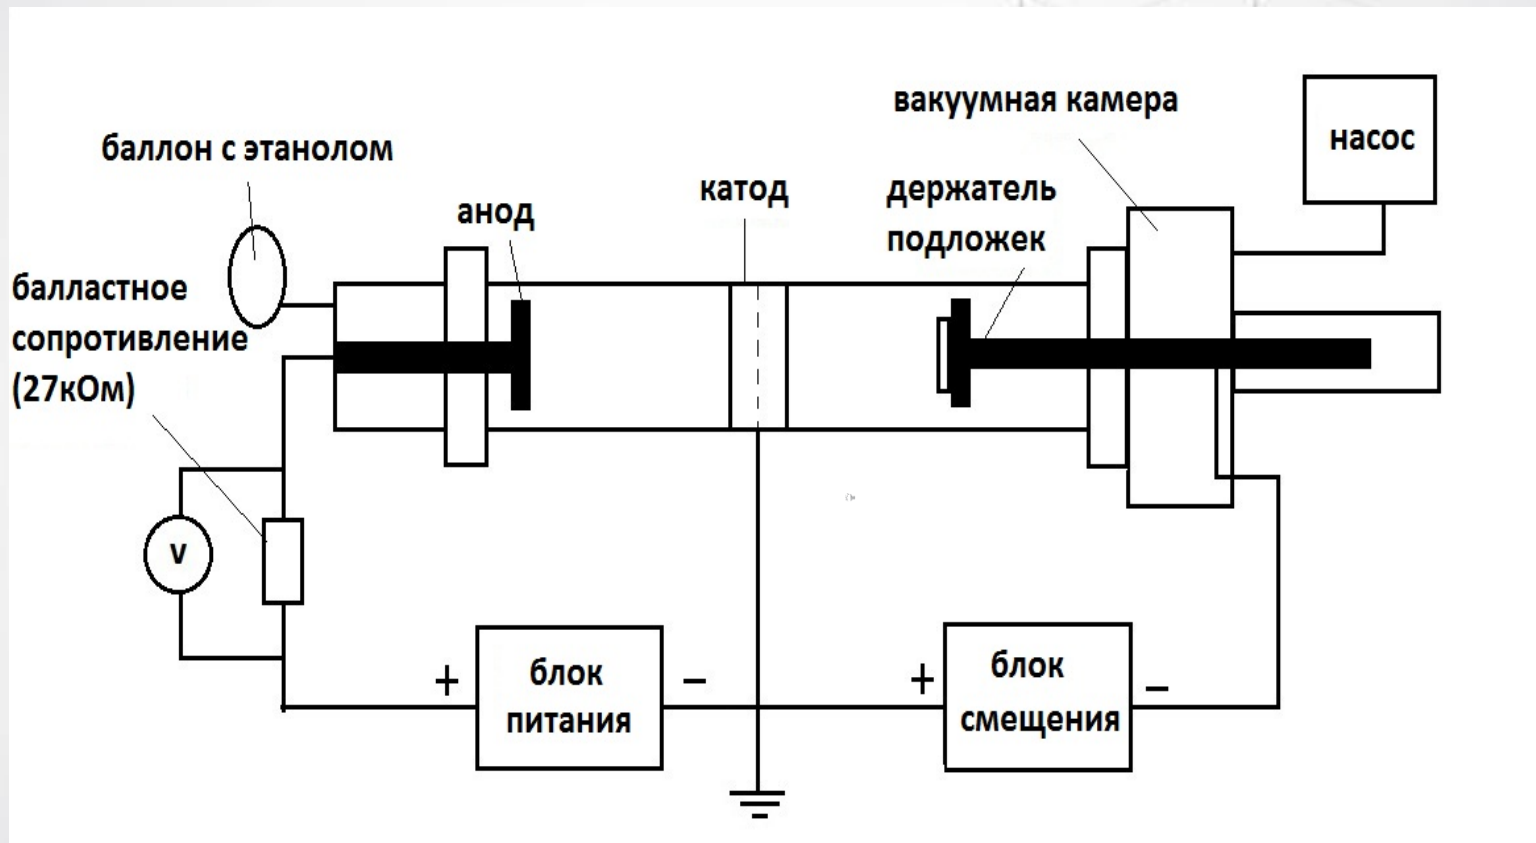 вакуумная камера
насос
баллон с этанолом
катод
держатель
подложек
анод
балластное
сопротивление
(27кОм)
V
+
блок
питания
−
+
блок
смещения
−